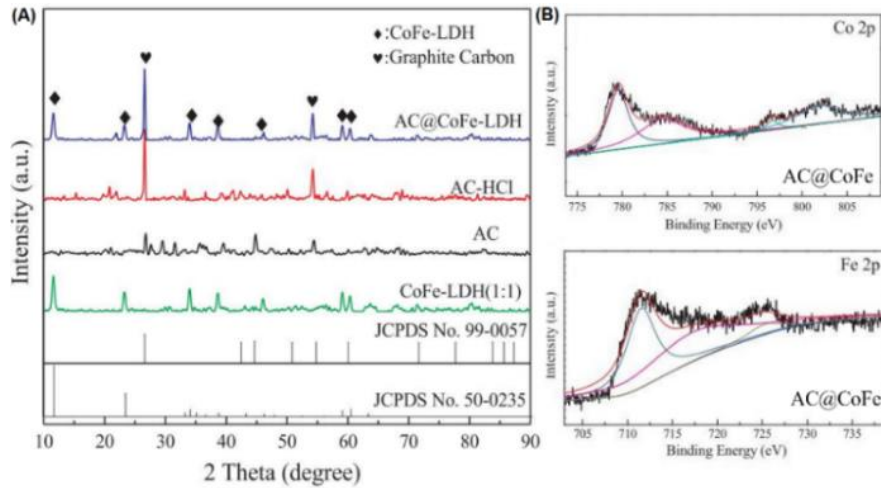 (A)
♦:CoFe-LDH
♥:Graphite Carbon
AC@CoFe-LDH
AC-HCl
AC
CoFe-LDH(1:1)
JCPDS No. 99-0057
JCPDS No. 50-0235
Intensity (a.u.)
10 20 30 40 50 60 70 80 90
2 Theta (degree)
(B)
Co 2p
Intensity (a.u.)
AC@CoFe
775 780 785 790 795 800 805
Binding Energy (eV)
Fe 2p
Intensity (a.u.)
AC@CoFe
705 710 715 720 725 730 735
Binding Energy (eV)